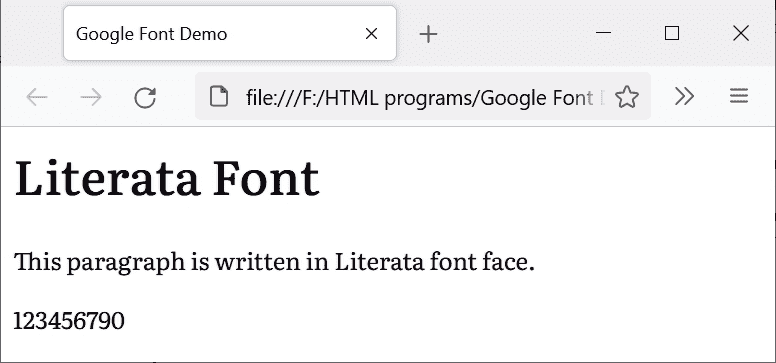 Google Font Demo
file:///F:/HTML programs/Google Font
Literata Font
This paragraph is written in Literata font face.
123456790